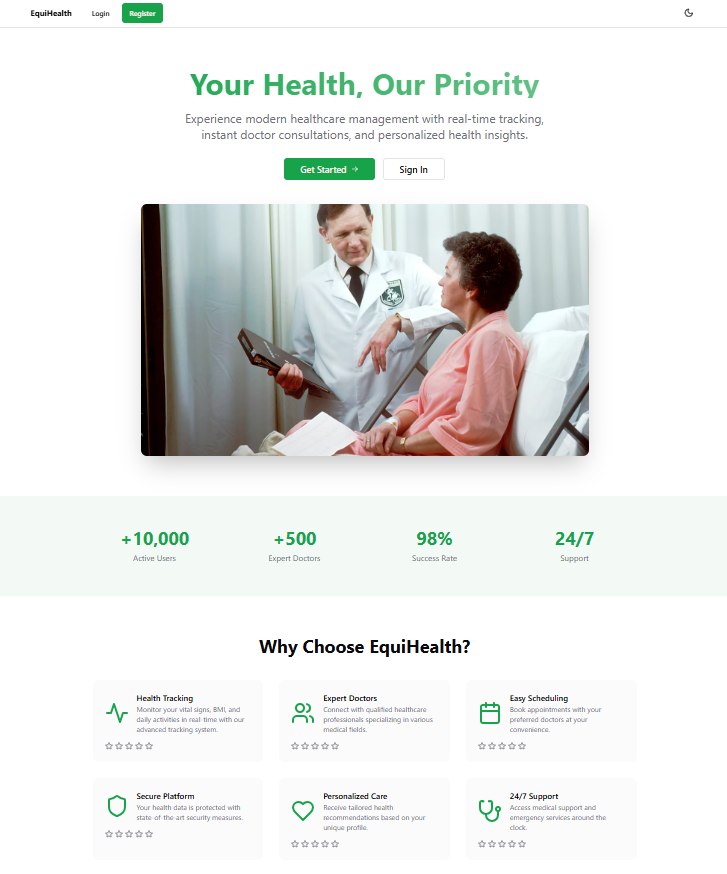 EquiHealth
Login
Register
Your Health, Our Priority
Experience modern healthcare management with real-time tracking,
instant doctor consultations, and personalized health insights.
Get Started →
Sign In
+10,000
Active Users
+500
Expert Doctors
98%
Success Rate
24/7
Support
Why Choose EquiHealth?
Health Tracking
Monitor your vital signs, BMI, and
daily activities in real-time with our
advanced tracking system.
Expert Doctors
Connect with qualified healthcare
professionals specializing in various
medical fields.
Easy Scheduling
Book appointments with your
preferred doctors at your
convenience.
Secure Platform
Your health data is protected with
state-of-the-art security measures.
Personalized Care
Receive tailored health
recommendations based on your
unique profile.
24/7 Support
Access medical support and
emergency services around the
clock.